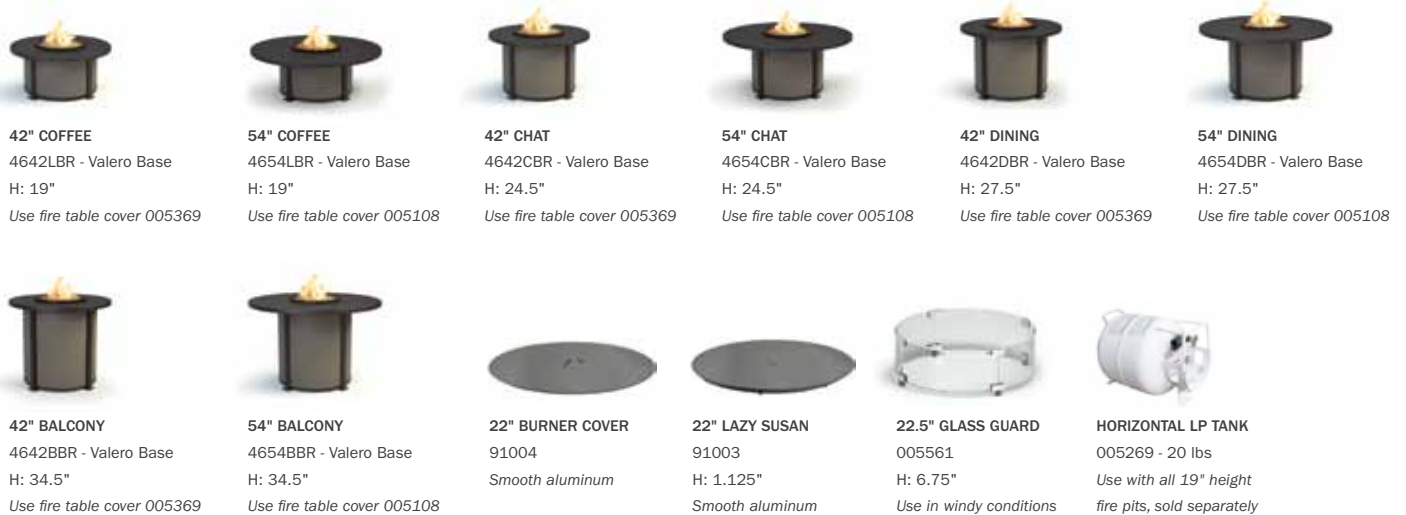 42" COFFEE
4642LBR - Valero Base
H: 19"
Use fire table cover 005369
54" COFFEE
4654LBR - Valero Base
H: 19"
Use fire table cover 005108
42" CHAT
4642CBR - Valero Base
H: 24.5"
Use fire table cover 005369
54" CHAT
4654CBR - Valero Base
H: 24.5"
Use fire table cover 005108
42" DINING
4642DBR - Valero Base
H: 27.5"
Use fire table cover 005369
54" DINING
4654DBR - Valero Base
H: 27.5"
Use fire table cover 005108
42" BALCONY
4642BBR - Valero Base
H: 34.5"
Use fire table cover 005369
54" BALCONY
4654BBR - Valero Base
H: 34.5"
Use fire table cover 005108
22" BURNER COVER
91004
Smooth aluminum
22" LAZY SUSAN
91003
H: 1.125"
Smooth aluminum
22.5" GLASS GUARD
005561
H: 6.75"
Use in windy conditions
HORIZONTAL LP TANK
005269 - 20 lbs
Use with all 19" height
fire pits, sold separately